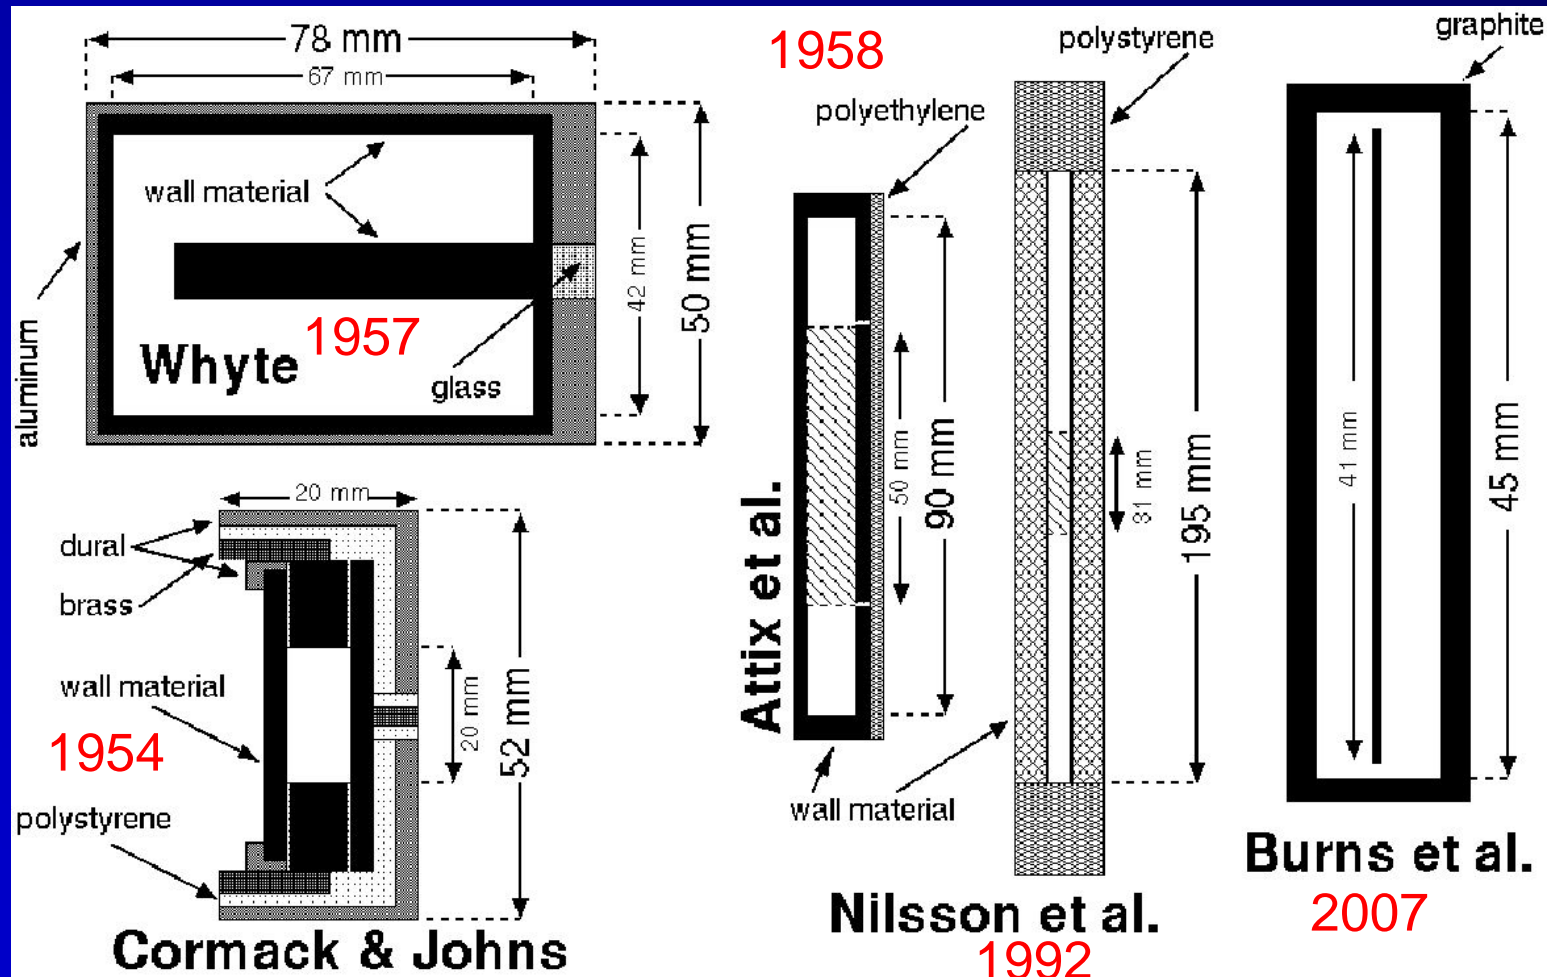 78 mm
67 mm
wall material
42 mm
50 mm
1957
Whyte
glass
aluminum
20 mm
dural
brass
wall material
1954
polystyrene
20 mm
52 mm
Cormack & Johns
1958
polyethylene
50 mm
90 mm
Attix et al.
wall material
polystyrene
31 mm
195 mm
Nilsson et al.
1992
graphite
41 mm
45 mm
Burns et al.
2007